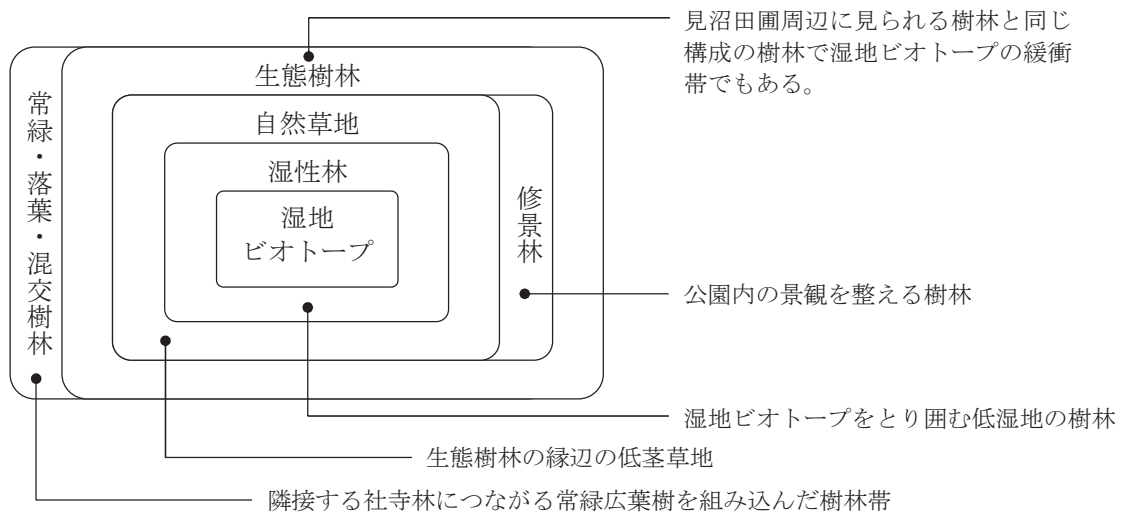 見沼田圃周辺に見られる樹林と同じ
構成の樹林で湿地ビオトープの緩衝
帯でもある。
生態樹林
常緑・落葉・混交樹林
自然草地
湿性林
湿地
ビオトープ
修景林
公園内の景観を整える樹林
湿地ビオトープをとり囲む低湿地の樹林
生態樹林の縁辺の低茎草地
隣接する社寺林につながる常緑広葉樹を組み込んだ樹林帯